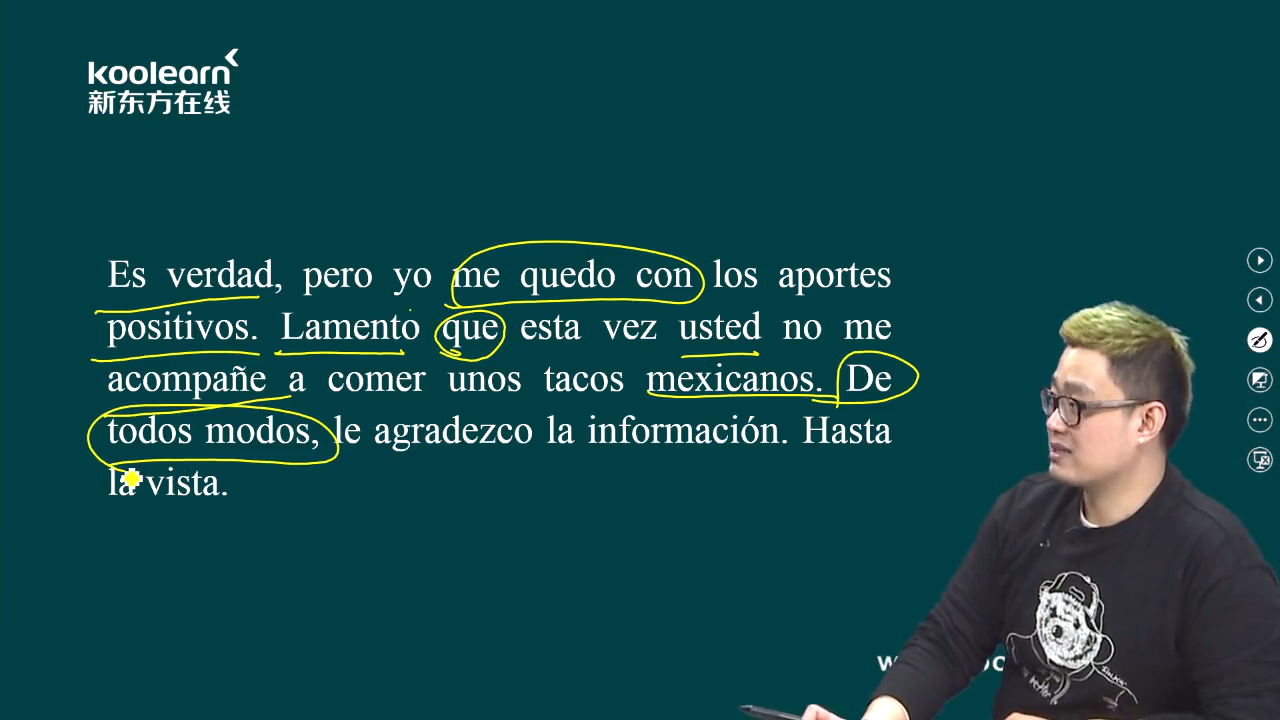 koolearn
新东方在线
Es verdad, pero yo me quedo con los aportes
positivos. Lamento que esta vez usted no me
acompañe a comer unos tacos mexicanos. De
todos modos, le agradezco la información. Hasta
la vista.